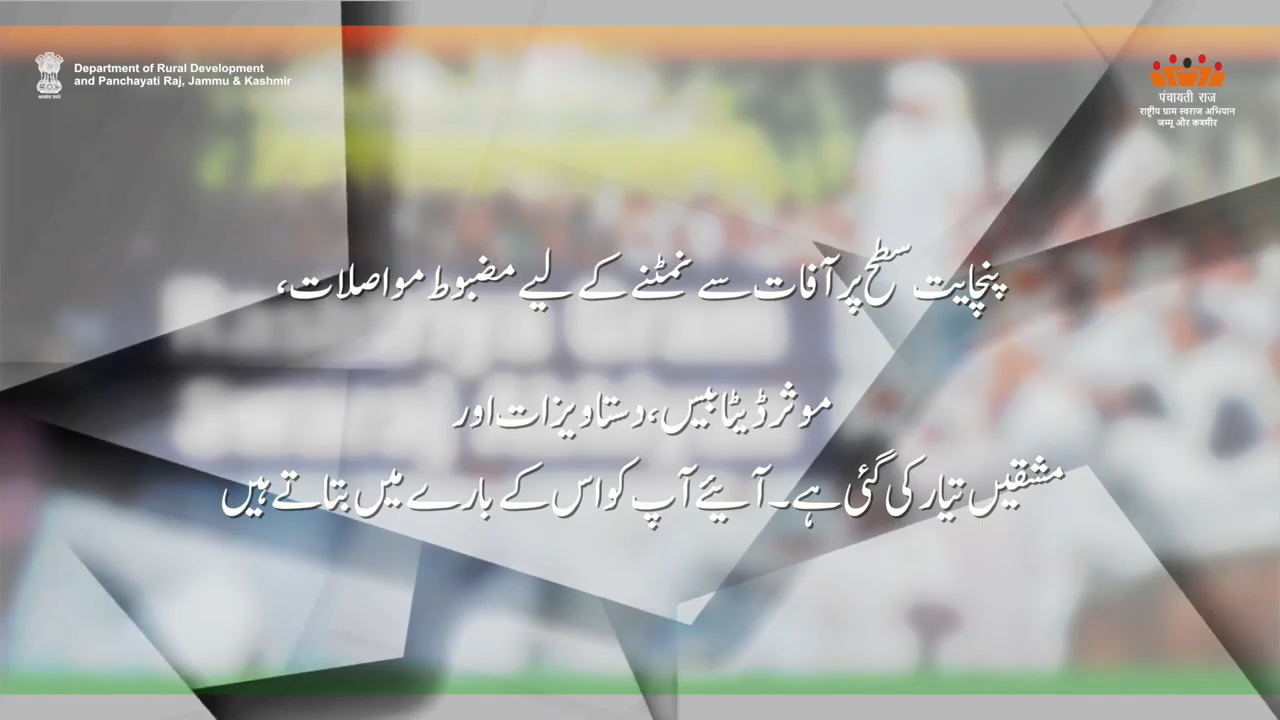 Department of Rural Development
and Panchayati Raj, Jammu & Kashmir
पंचायती राज
राष्ट्रीय ग्राम स्वराज अभियान
जम्मू और कश्मीर
پنچایت سطح پر آفات سے نمٹنے کے لیے مضبوط مواصلات،
موثر ڈیٹا بیس، دستاویزات اور
مشقیں تیار کی گئی ہے۔ آیئے آپ کو اس کے بارے میں بتاتے ہیں